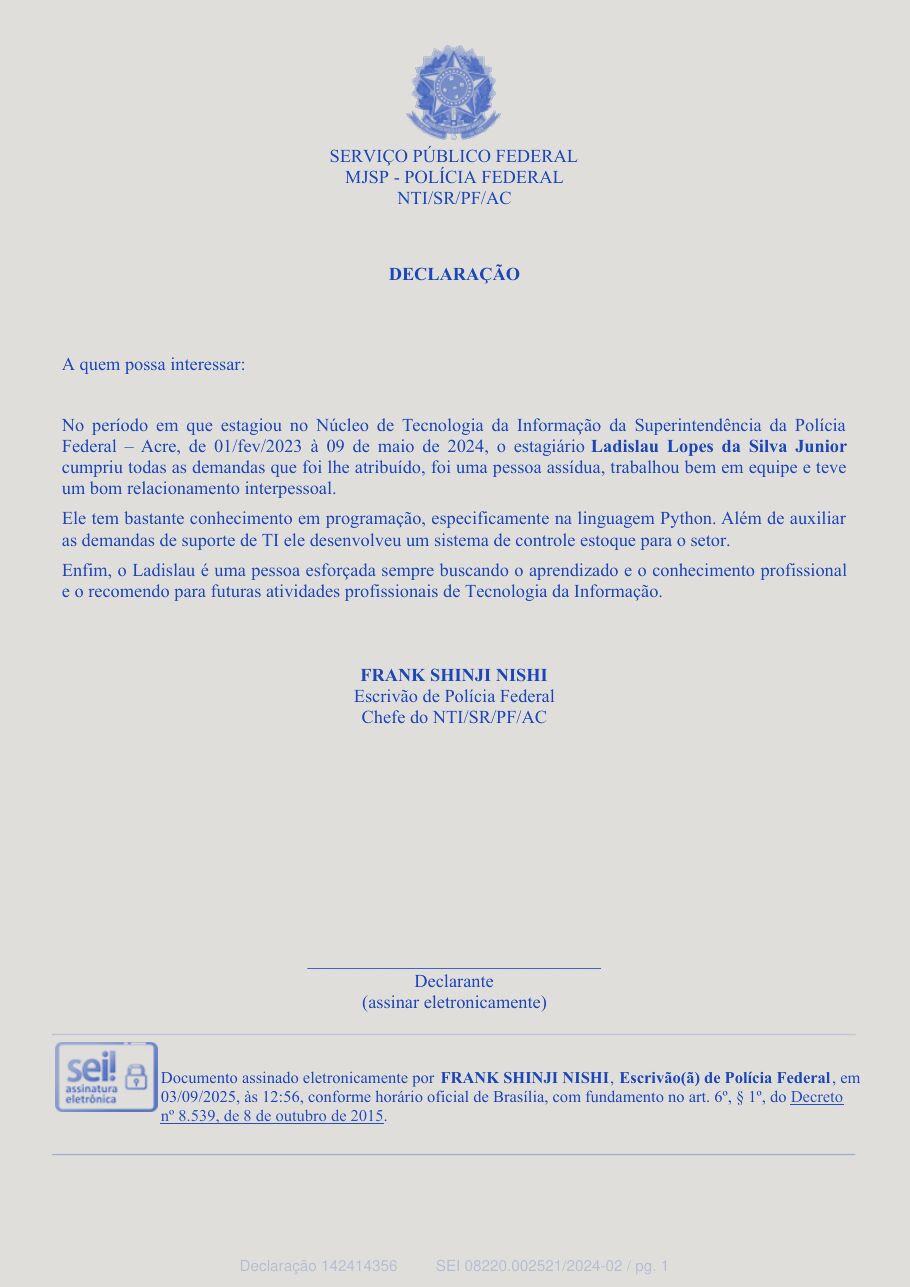 SERVIÇO PÚBLICO FEDERAL
MJSP - POLÍCIA FEDERAL
NTI/SR/PF/AC
DECLARAÇÃO
A quem possa interessar:
No período em que estagiou no Núcleo de Tecnologia da Informação da Superintendência da Polícia
Federal – Acre, de 01/fev/2023 à 09 de maio de 2024, o estagiário Ladislau Lopes da Silva Junior
cumpriu todas as demandas que foi lhe atribuído, foi uma pessoa assídua, trabalhou bem em equipe e teve
um bom relacionamento interpessoal.
Ele tem bastante conhecimento em programação, especificamente na linguagem Python. Além de auxiliar
as demandas de suporte de TI ele desenvolveu um sistema de controle estoque para o setor.
Enfim, o Ladislau é uma pessoa esforçada sempre buscando o aprendizado e o conhecimento profissional
e o recomendo para futuras atividades profissionais de Tecnologia da Informação.
FRANK SHINJI NISHI
Escrivão de Polícia Federal
Chefe do NTI/SR/PF/AC
Declarante
(assinar eletronicamente)
sei!
assinatura
eletrônica
Documento assinado eletronicamente por FRANK SHINJI NISHI, Escrivão(ã) de Polícia Federal, em
03/09/2025, às 12:56, conforme horário oficial de Brasília, com fundamento no art. 6º, § 1º, do Decreto
nº 8.539, de 8 de outubro de 2015.
Declaração 142414356 SEI 08220.002521/2024-02 / pg. 1